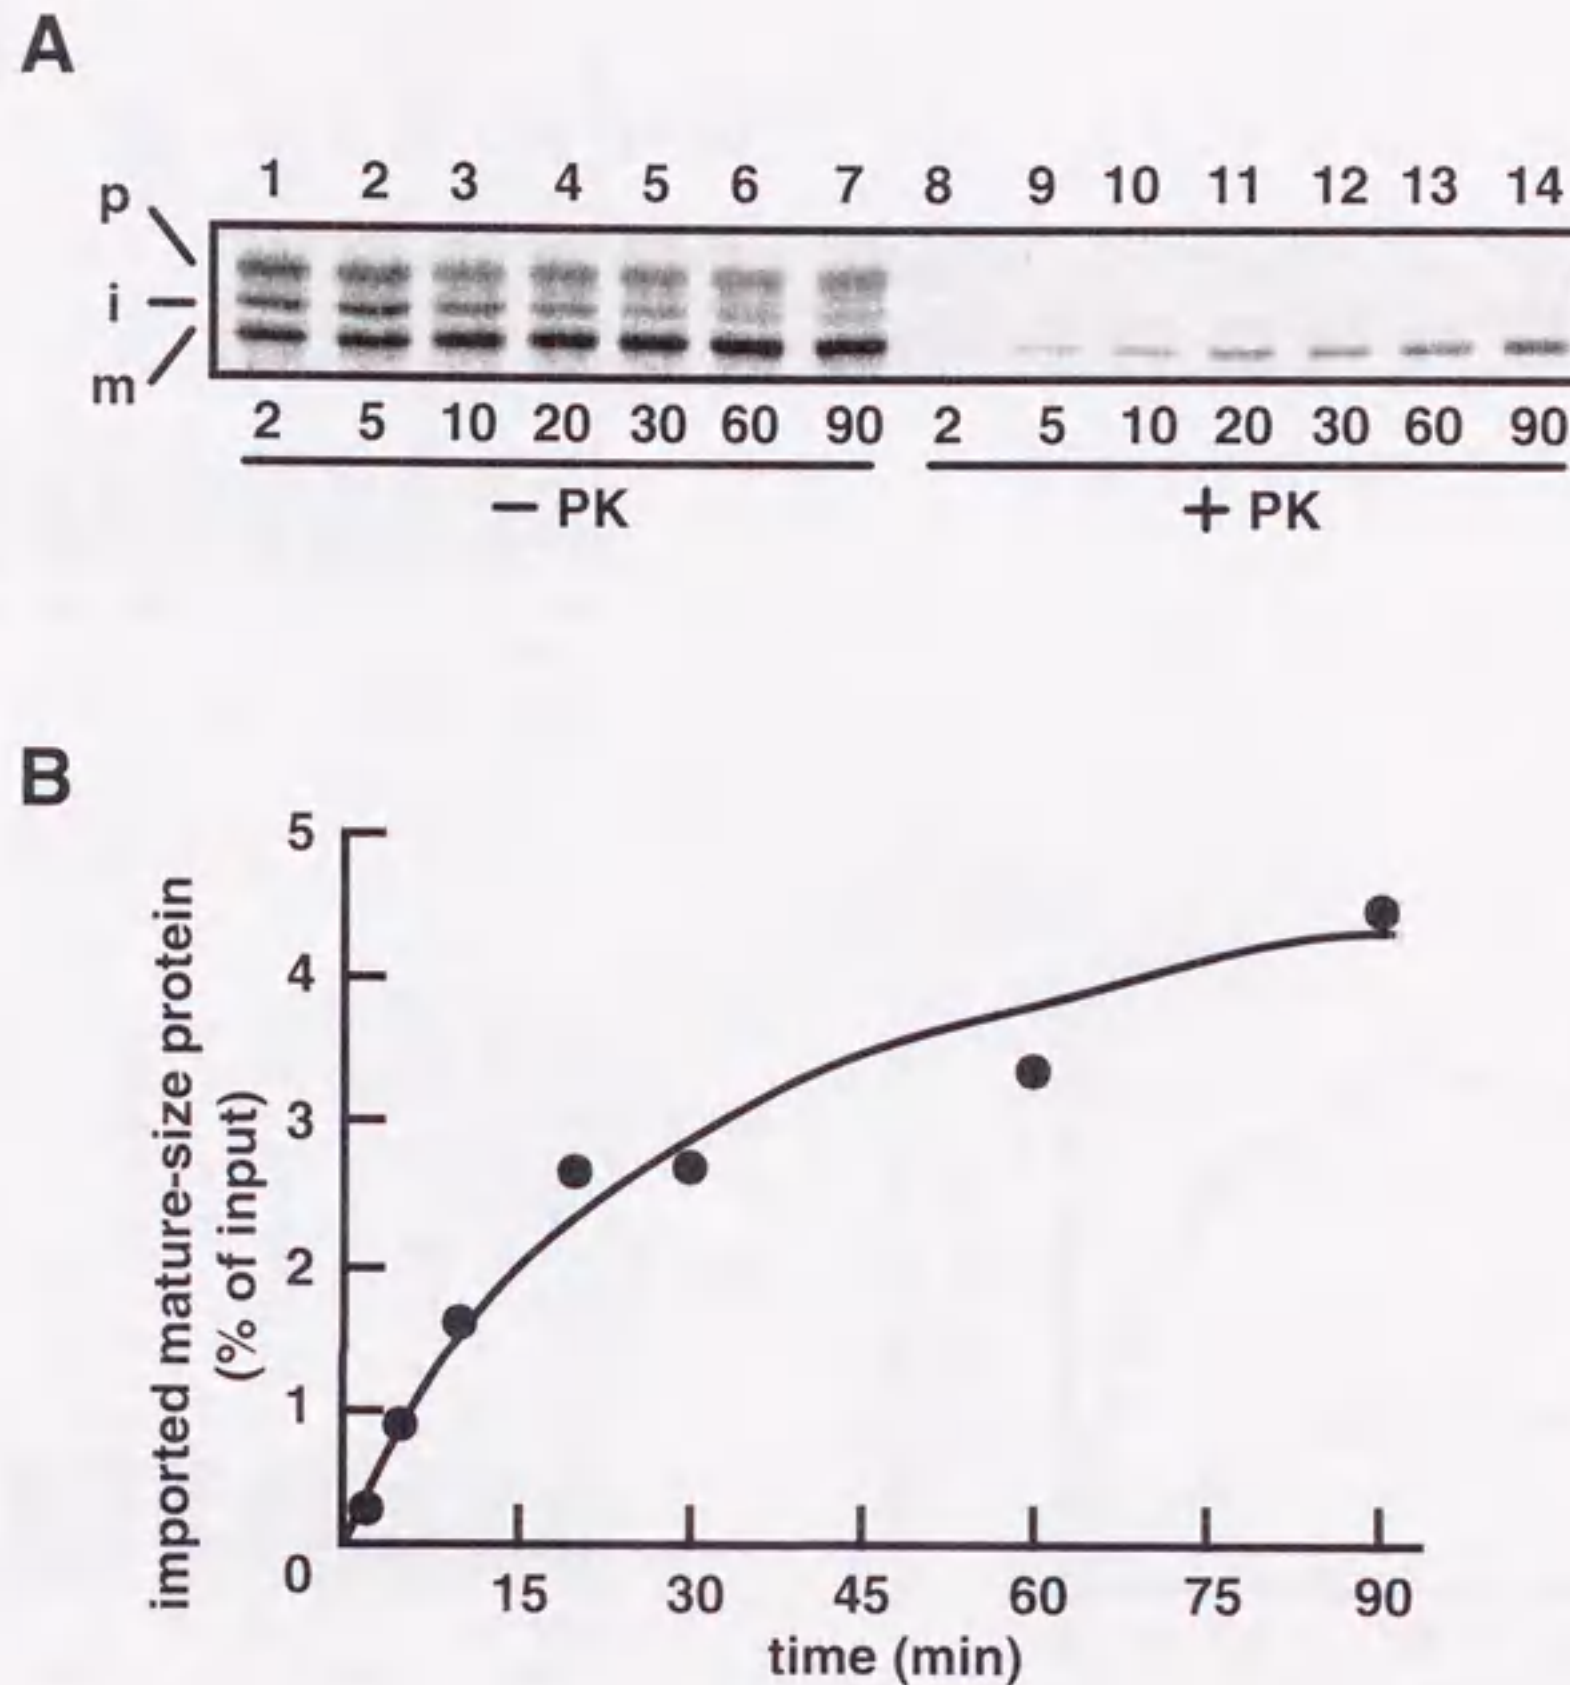 A
1 2 3 4 5 6 7 8 9 10 11 12 13 14
p
i
m
2 5 10 20 30 60 90 2 5 10 20 30 60 90
− PK + PK
B
imported mature-size protein
(% of input)
5
4
3
2
1
0
15 30 45 60 75 90
time (min)